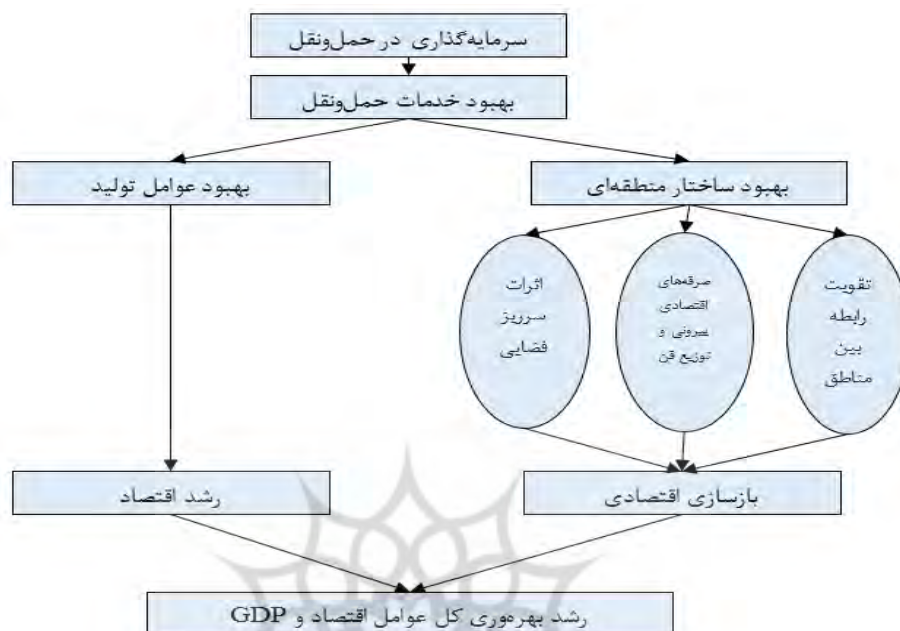 سرمایه‌گذاری در حمل‌ونقل
بهبود خدمات حمل‌ونقل
بهبود ساختار منطقه‌ای
بهبود عوامل تولید
تقویت
رابطه
بین
مناطق
صرفه‌های
اقتصادی
بیرونی و
توزیع فن
اثرات
سرریز
فضایی
بازسازی اقتصادی
رشد اقتصاد
رشد بهره‌وری کل عوامل اقتصاد و GDP